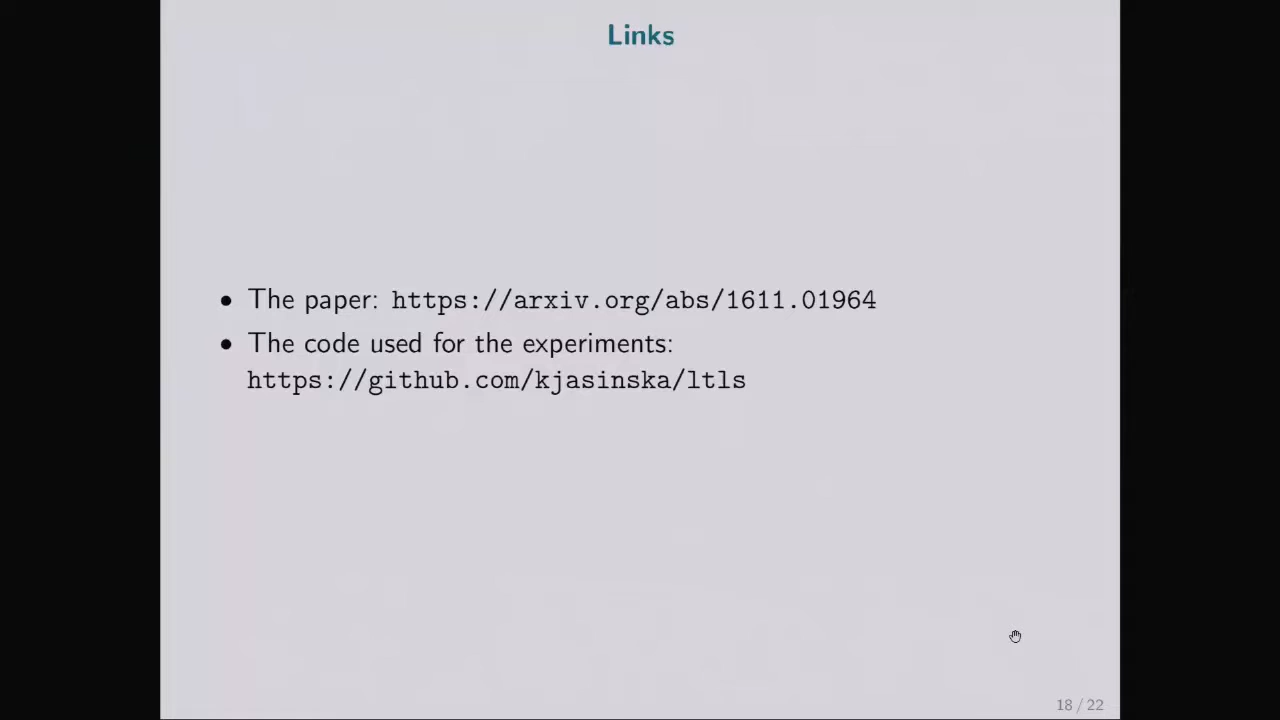 Links
• The paper: https://arxiv.org/abs/1611.01964
• The code used for the experiments:
https://github.com/kjasinska/ltls
18 / 22